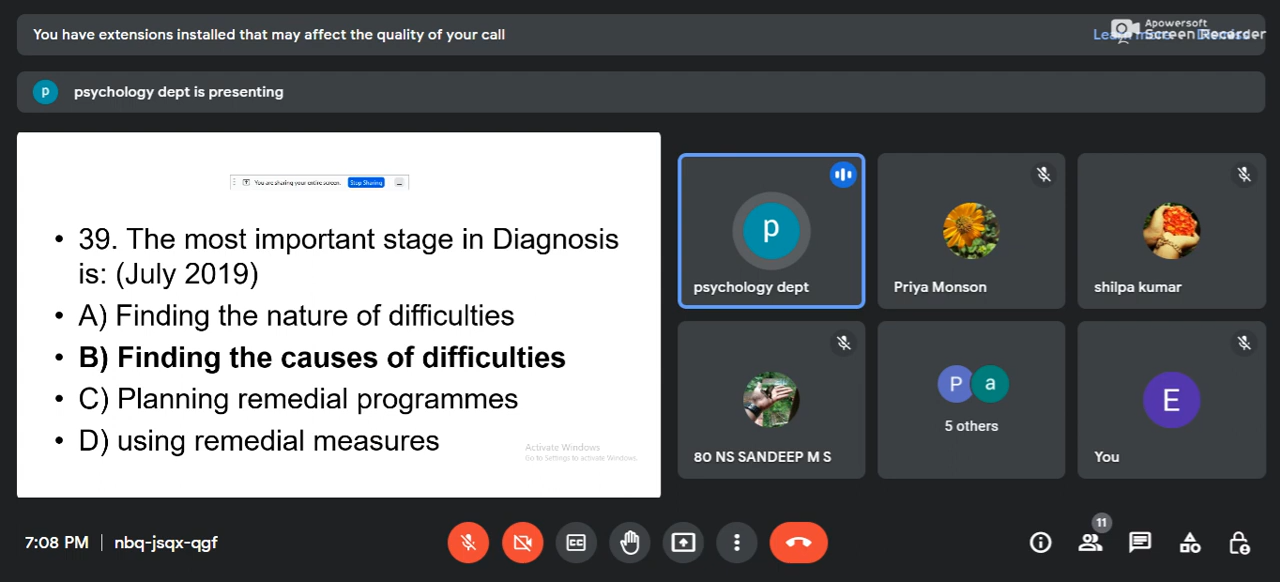 You have extensions installed that may affect the quality of your call
Apowersoft
Screen Recorder
p psychology dept is presenting
You are sharing your entire screen. Stop Sharing
• 39. The most important stage in Diagnosis
is: (July 2019)
• A) Finding the nature of difficulties
• B) Finding the causes of difficulties
• C) Planning remedial programmes
• D) using remedial measures
Activate Windows
Go to Settings to activate Windows.
p
psychology dept
Priya Monson
shilpa kumar
80 NS SANDEEP M S
P a
5 others
E
You
7:08 PM | nbq-jsqx-qgf
CC
11